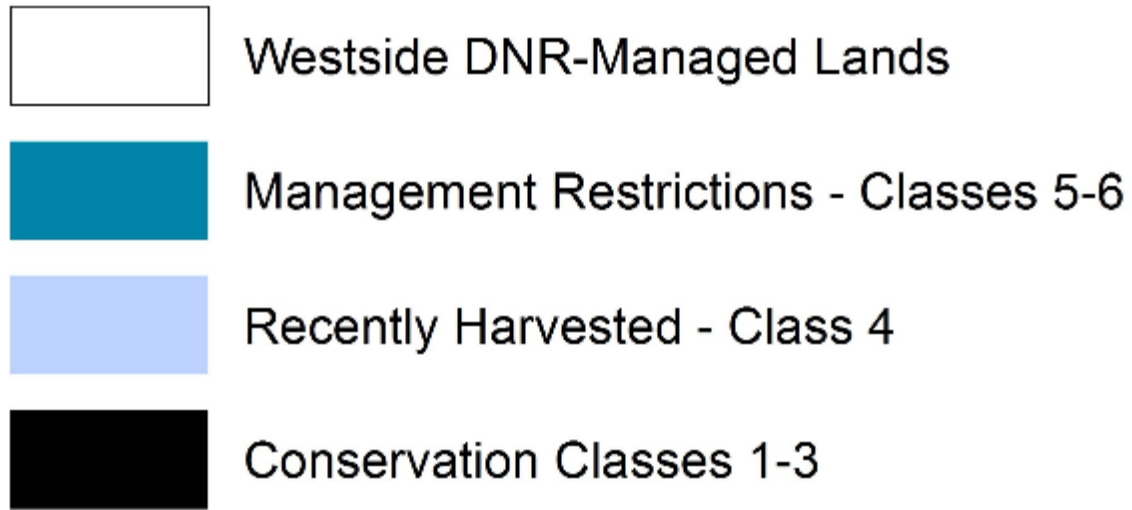 Westside DNR-Managed Lands
Management Restrictions - Classes 5-6
Recently Harvested - Class 4
Conservation Classes 1-3